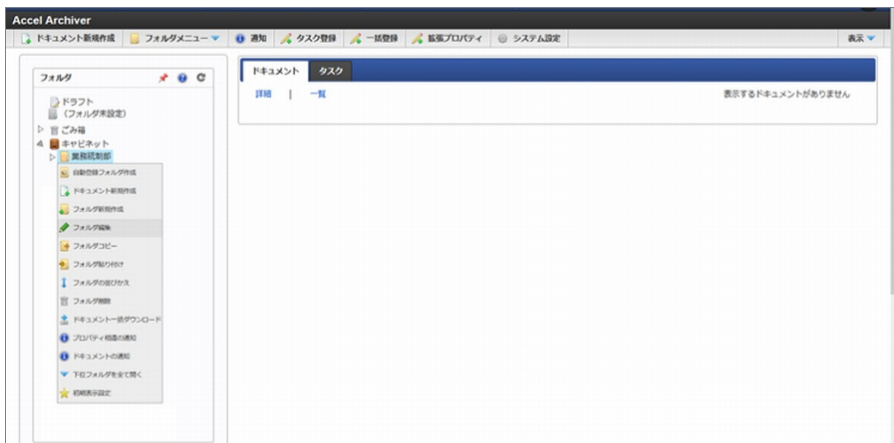 Accel Archiver
ドキュメント新規作成 フォルダメニュー 通知 タスク登録 一括登録 拡張プロパティ システム設定 表示
フォルダ
ドキュメント タスク
詳細 | 一覧 表示するドキュメントがありません
ドラフト
(フォルダ未設定)
ごみ箱
キャビネット
業務統制部
自動登録フォルダ作成
ドキュメント新規作成
フォルダ新規作成
フォルダ編集
フォルダコピー
フォルダ貼り付け
フォルダの並びかえ
フォルダ削除
ドキュメント一括ダウンロード
プロパティ相違の通知
ドキュメントの通知
下位フォルダを全て開く
初期表示設定